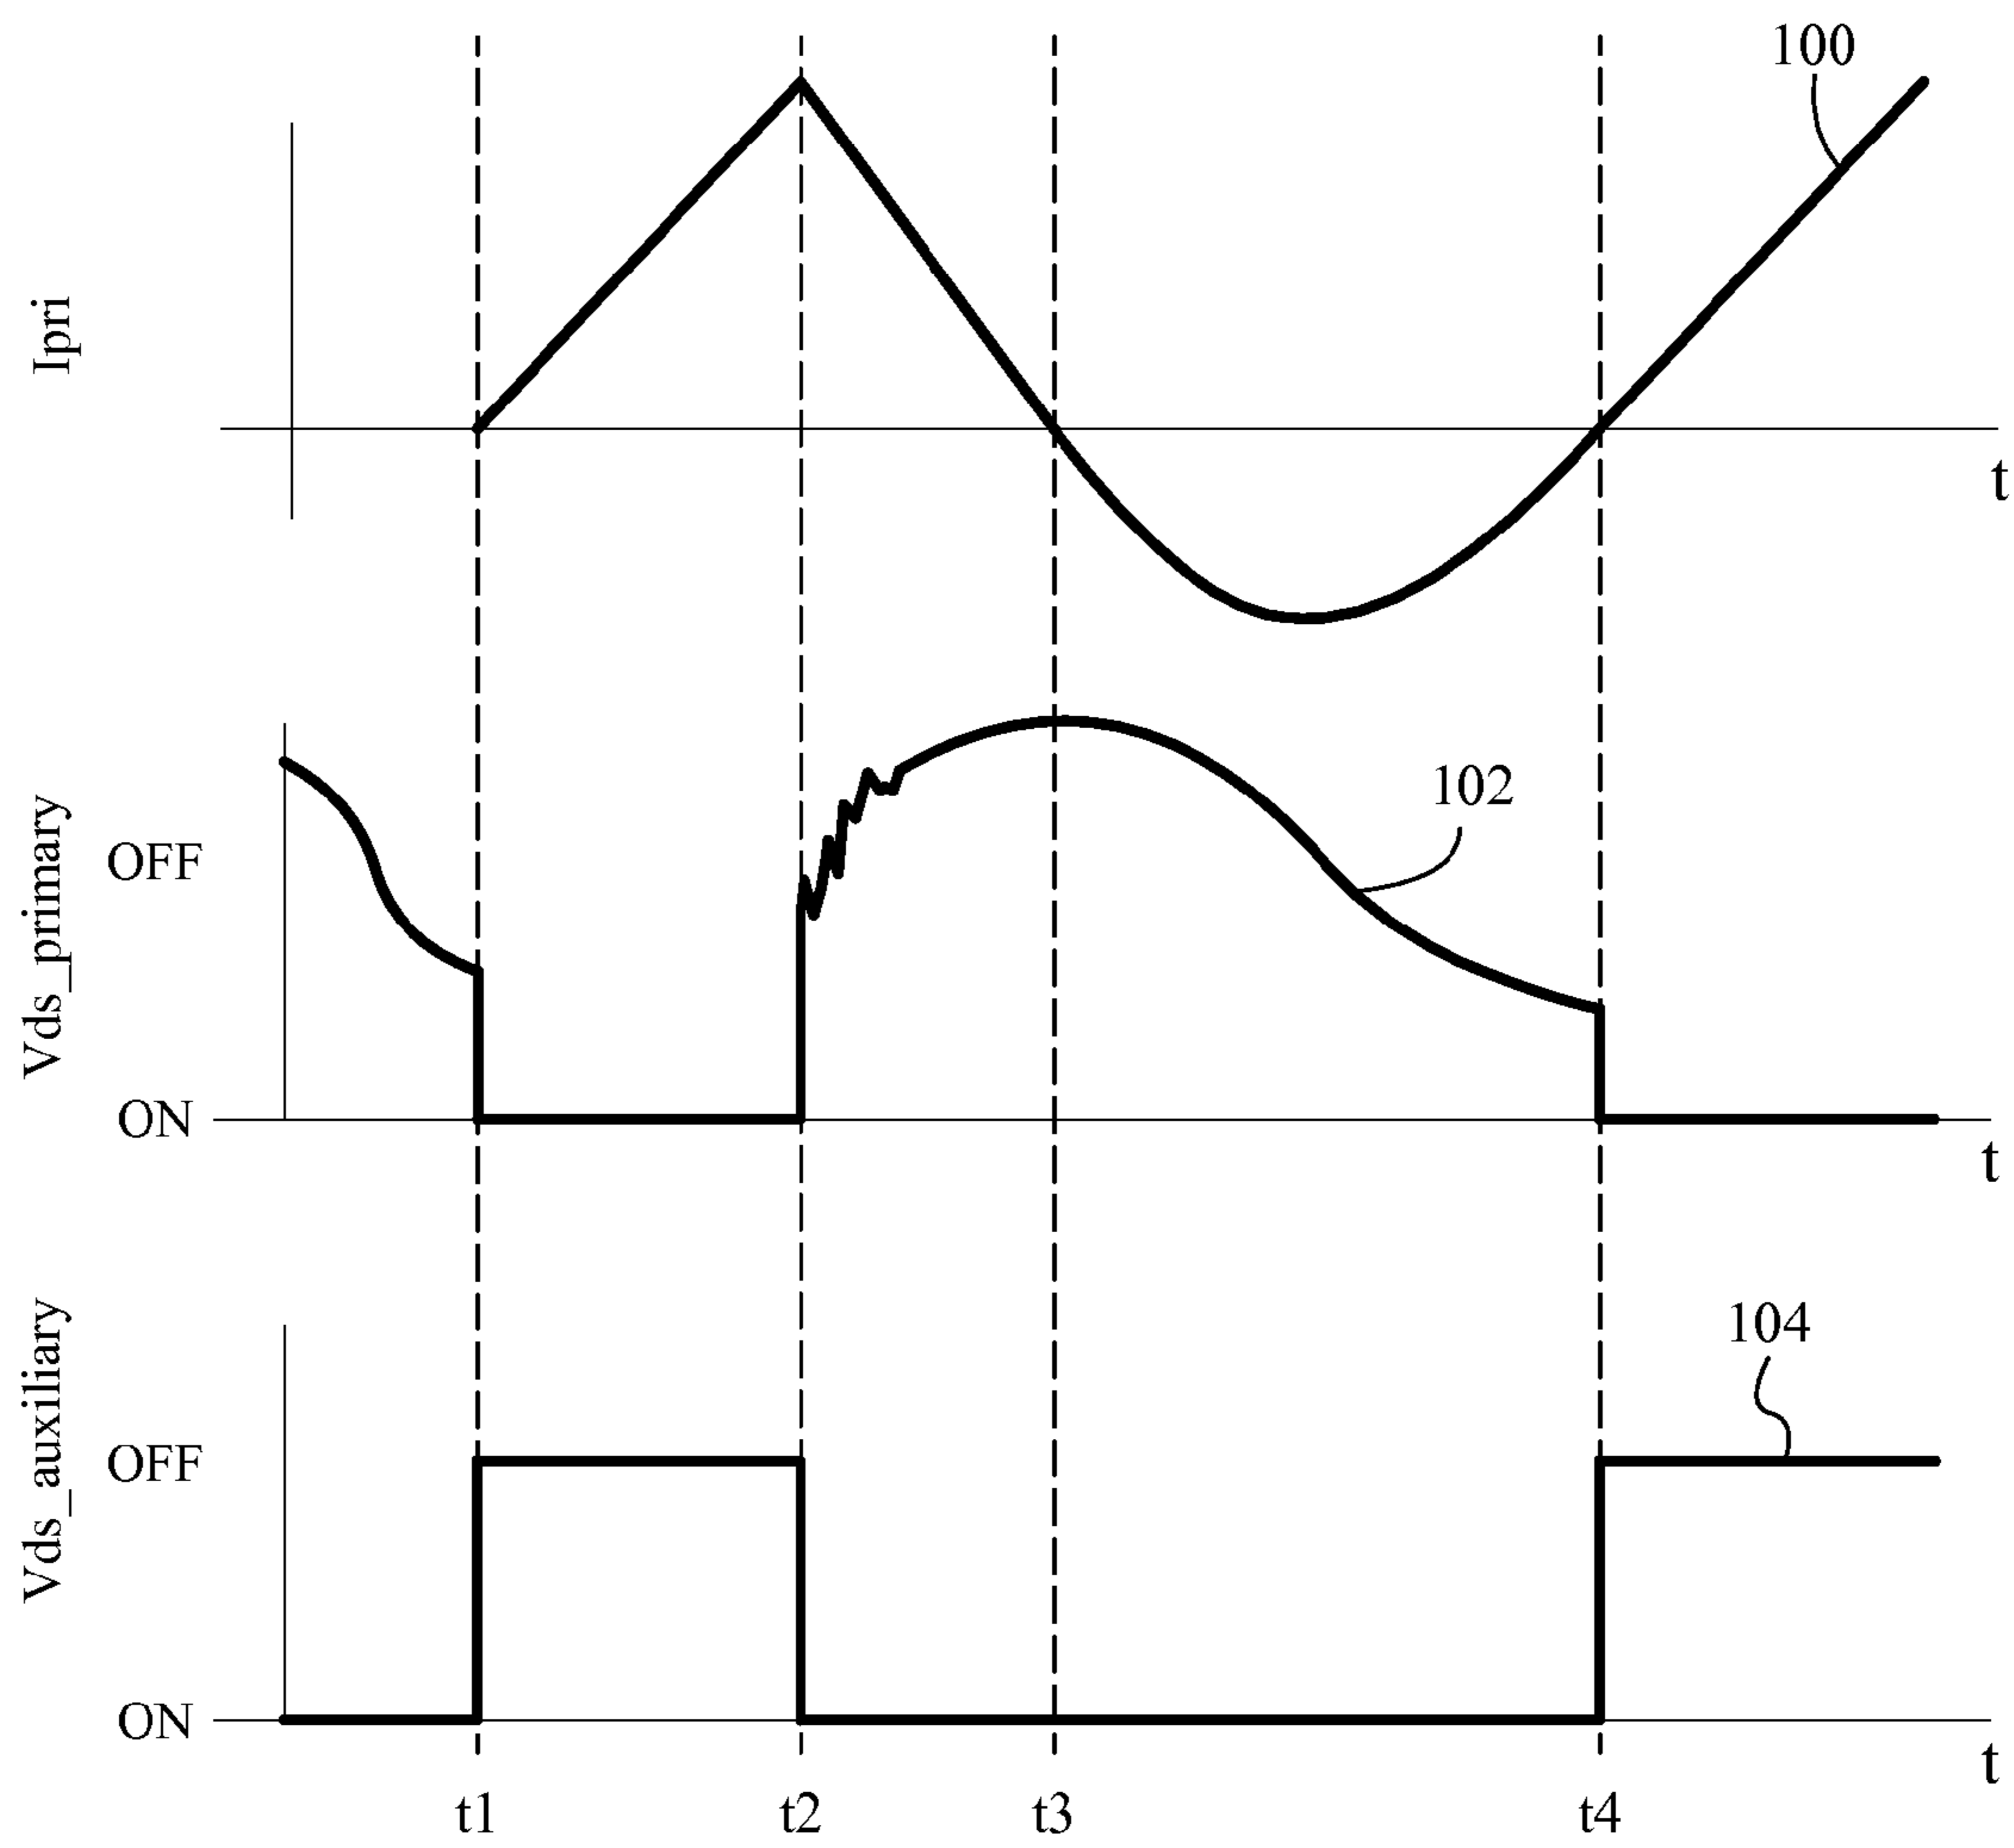 100
Ipri
t
102
OFF
Vds_primary
ON
t
104
OFF
Vds_auxiliary
ON
t
t1 t2 t3 t4